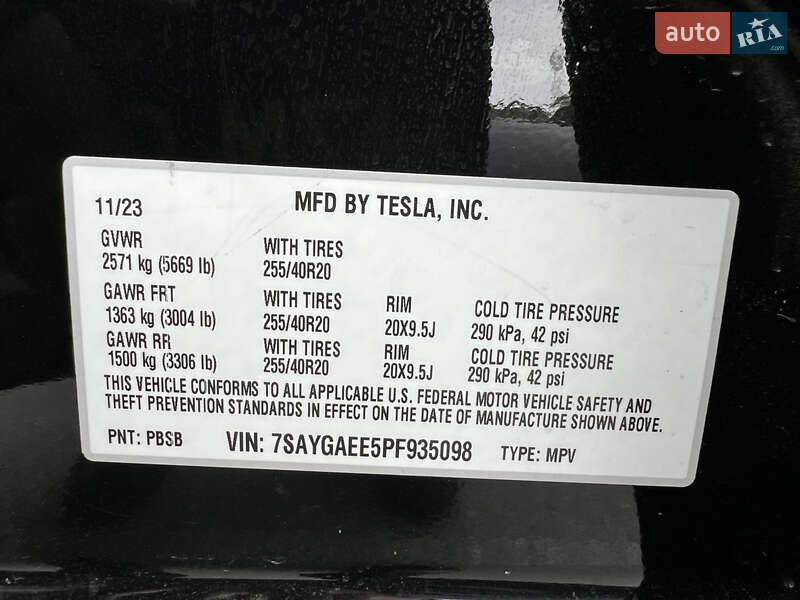 auto RIA.com
11/23 MFD BY TESLA, INC.
GVWR WITH TIRES
2571 kg (5669 lb) 255/40R20
GAWR FRT WITH TIRES RIM COLD TIRE PRESSURE
1363 kg (3004 lb) 255/40R20 20X9.5J 290 kPa, 42 psi
GAWR RR WITH TIRES RIM COLD TIRE PRESSURE
1500 kg (3306 lb) 255/40R20 20X9.5J 290 kPa, 42 psi
THIS VEHICLE CONFORMS TO ALL APPLICABLE U.S. FEDERAL MOTOR VEHICLE SAFETY AND
THEFT PREVENTION STANDARDS IN EFFECT ON THE DATE OF MANUFACTURE SHOWN ABOVE.
PNT: PBSB VIN: 7SAYGAEE5PF935098 TYPE: MPV